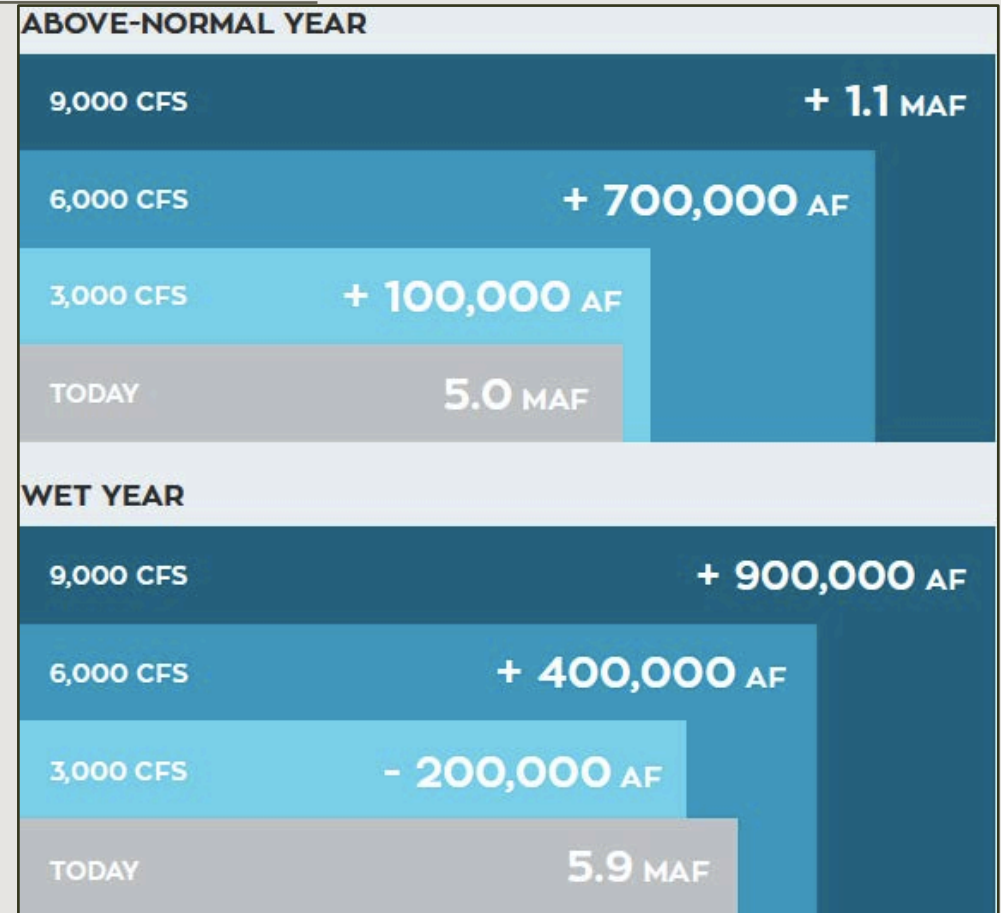 ABOVE-NORMAL YEAR
9,000 CFS + 1.1 MAF
6,000 CFS + 700,000 AF
3,000 CFS + 100,000 AF
TODAY 5.0 MAF
WET YEAR
9,000 CFS + 900,000 AF
6,000 CFS + 400,000 AF
3,000 CFS - 200,000 AF
TODAY 5.9 MAF